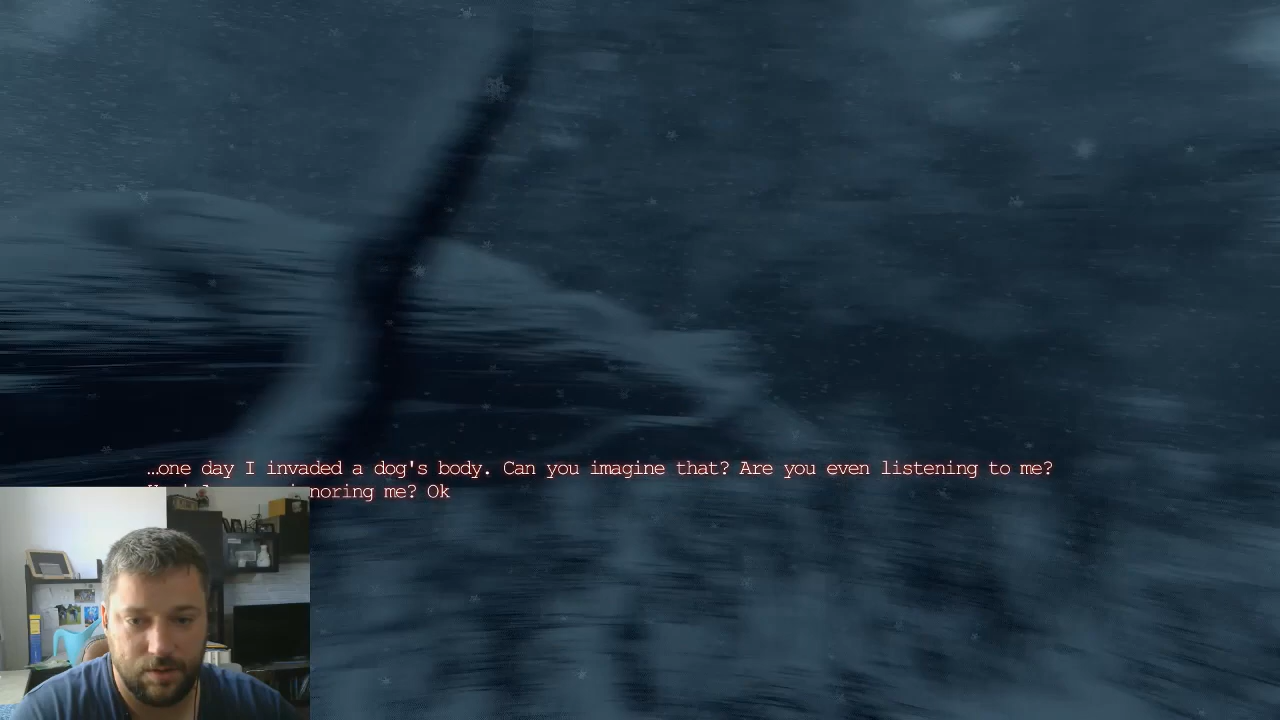 …one day I invaded a dog's body. Can you imagine that? Are you even listening to me?
noring me? Ok